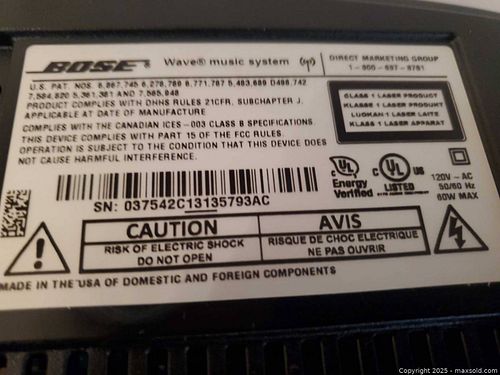 BOSE® Wave® music system
DIRECT MARKETING GROUP
U.S. PAT. NOS. 6,867,745 6,278,789 6,771,787 5,483,689 D498,742
7,584,820 5,361,381 AND 7,565,948
PRODUCT COMPLIES WITH DHHS RULES 21CFR, SUBCHAPTER J,
APPLICABLE AT DATE OF MANUFACTURE
COMPLIES WITH THE CANADIAN ICES -003 CLASS B SPECIFICATIONS.
THIS DEVICE COMPLIES WITH PART 15 OF THE FCC RULES.
OPERATION IS SUBJECT TO THE CONDITION THAT THIS DEVICE DOES
NOT CAUSE HARMFUL INTERFERENCE.
CLASS 1 LASER PRODUCT
KLASSE 1 LASER PRODUKT
LUOKAN 1 LASER LAITE
KLASS 1 LASER APPARAT
C UL
Energy
Verified
C UL US
LISTED
120V ~ AC
50/60 Hz
60W MAX
SN: 037542C13135793AC
CAUTION
RISK OF ELECTRIC SHOCK
DO NOT OPEN
AVIS
RISQUE DE CHOC ELECTRIQUE
NE PAS OUVRIR
MADE IN THE USA OF DOMESTIC AND FOREIGN COMPONENTS
Copyright 2025 - maxsold.com